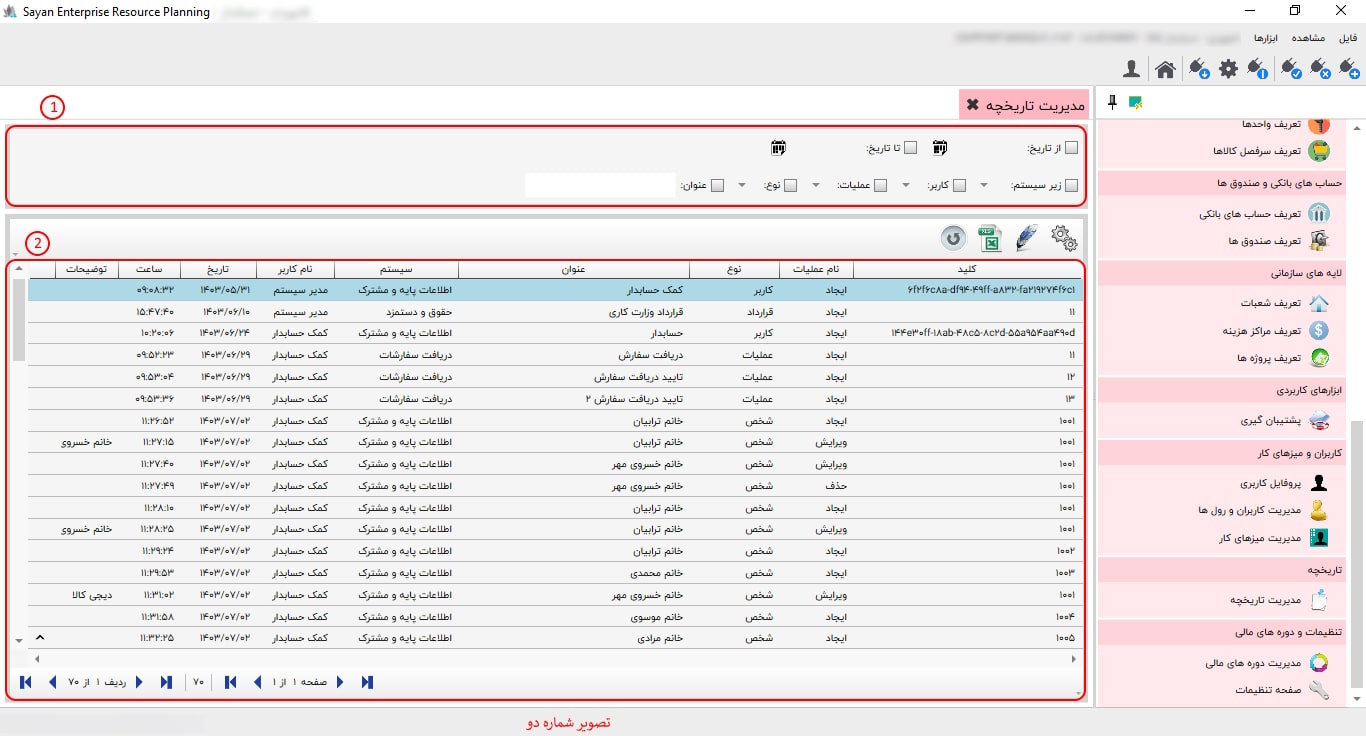 Sayan Enterprise Resource Planning
فایل مشاهده ابزارها
مدیریت تاریخچه
1
از تاریخ: تا تاریخ:
زیر سیستم: کاربر: عملیات: نوع: عنوان:
2
کلید نام عملیات نوع عنوان سیستم نام کاربر تاریخ ساعت توضیحات
۶f۲f۶c۸a-df۹۴-۴۹ff-a۸۳۲-fa۲۱۹۲۷۴f۶c۱ ایجاد کاربر کمک حسابدار اطلاعات پایه و مشترک مدیر سیستم ۱۴۰۳/۰۵/۳۱ ۰۹:۰۸:۳۲
۱۱ ایجاد قرارداد قرارداد وزارت کاری حقوق و دستمزد مدیر سیستم ۱۴۰۳/۰۶/۱۰ ۱۵:۴۷:۴۰
۱۴۴e۳۰ff-۱۸ab-۴۸c۵-۸c۲d-۵۵a۹۵۴aa۴۹۰d ایجاد کاربر حسابدار اطلاعات پایه و مشترک کمک حسابدار ۱۴۰۳/۰۶/۲۴ ۱۰:۲۰:۰۶
۱۱ ایجاد عملیات دریافت سفارش دریافت سفارشات کمک حسابدار ۱۴۰۳/۰۶/۲۹ ۰۹:۵۲:۲۳
۱۲ ایجاد عملیات تایید دریافت سفارش دریافت سفارشات کمک حسابدار ۱۴۰۳/۰۶/۲۹ ۰۹:۵۳:۰۴
۱۳ ایجاد عملیات تایید دریافت سفارش ۲ دریافت سفارشات کمک حسابدار ۱۴۰۳/۰۶/۲۹ ۰۹:۵۳:۳۶
۱۰۰۱ ایجاد شخص خانم ترابیان اطلاعات پایه و مشترک کمک حسابدار ۱۴۰۳/۰۷/۰۲ ۱۱:۲۶:۵۲
۱۰۰۱ ویرایش شخص خانم ترابیان اطلاعات پایه و مشترک کمک حسابدار ۱۴۰۳/۰۷/۰۲ ۱۱:۲۷:۱۵ خانم خسروی
۱۰۰۱ ویرایش شخص خانم خسروی مهر اطلاعات پایه و مشترک کمک حسابدار ۱۴۰۳/۰۷/۰۲ ۱۱:۲۷:۴۰
۱۰۰۱ حذف شخص خانم خسروی مهر اطلاعات پایه و مشترک کمک حسابدار ۱۴۰۳/۰۷/۰۲ ۱۱:۲۷:۴۹
۱۰۰۱ ایجاد شخص خانم ترابیان اطلاعات پایه و مشترک کمک حسابدار ۱۴۰۳/۰۷/۰۲ ۱۱:۲۸:۱۰
۱۰۰۱ ویرایش شخص خانم ترابیان اطلاعات پایه و مشترک کمک حسابدار ۱۴۰۳/۰۷/۰۲ ۱۱:۲۸:۲۵ خانم خسروی
۱۰۰۲ ایجاد شخص خانم ترابیان اطلاعات پایه و مشترک کمک حسابدار ۱۴۰۳/۰۷/۰۲ ۱۱:۲۹:۲۴
۱۰۰۳ ایجاد شخص خانم محمدی اطلاعات پایه و مشترک کمک حسابدار ۱۴۰۳/۰۷/۰۲ ۱۱:۲۹:۵۳
۱۰۰۱ ویرایش شخص خانم خسروی مهر اطلاعات پایه و مشترک کمک حسابدار ۱۴۰۳/۰۷/۰۲ ۱۱:۳۱:۰۲ دیجی کالا
۱۰۰۴ ایجاد شخص خانم موسوی اطلاعات پایه و مشترک کمک حسابدار ۱۴۰۳/۰۷/۰۲ ۱۱:۳۱:۵۸
۱۰۰۵ ایجاد شخص خانم مرادی اطلاعات پایه و مشترک کمک حسابدار ۱۴۰۳/۰۷/۰۲ ۱۱:۳۲:۲۵
صفحه ۱ از ۱ ۷۰ ردیف ۱ از ۷۰
تعریف واحدها
تعریف سرفصل کالاها
حساب های بانکی و صندوق ها
تعریف حساب های بانکی
تعریف صندوق ها
لایه های سازمانی
تعریف شعبات
تعریف مراکز هزینه
تعریف پروژه ها
ابزارهای کاربردی
پشتیبان گیری
کاربران و میزهای کار
پروفایل کاربری
مدیریت کاربران و رول ها
مدیریت میزهای کار
تاریخچه
مدیریت تاریخچه
تنظیمات و دوره های مالی
مدیریت دوره های مالی
صفحه تنظیمات
تصویر شماره دو